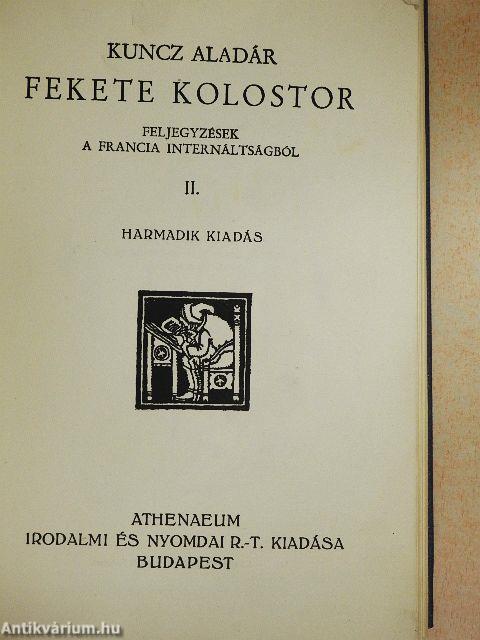 KUNCZ ALADÁR
FEKETE KOLOSTOR
FELJEGYZÉSEK
A FRANCIA INTERNÁLTSÁGBÓL
II.
HARMADIK KIADÁS
ATHENAEUM
IRODALMI ÉS NYOMDAI R.-T. KIADÁSA
BUDAPEST
Antikvárium.hu